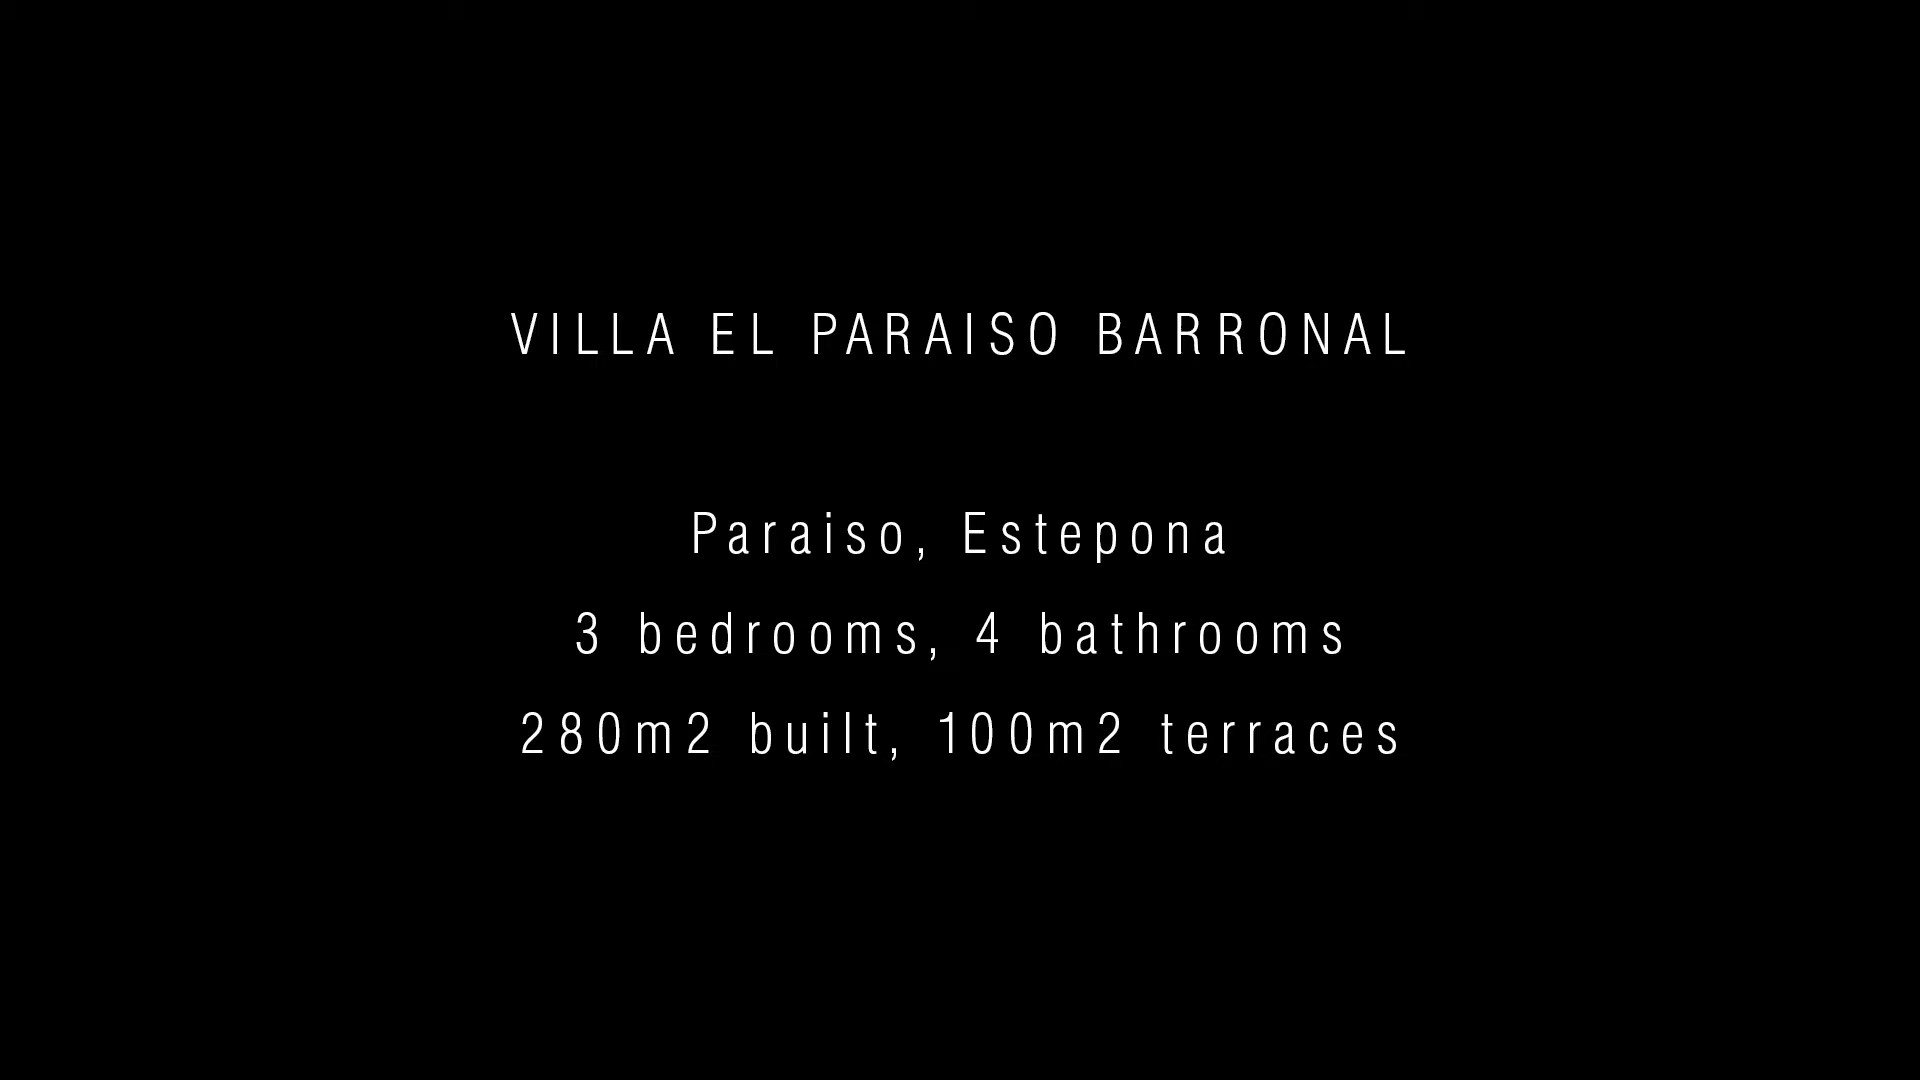 VILLA EL PARAISO BARRONAL
Paraiso, Estepona
3 bedrooms, 4 bathrooms
280m2 built, 100m2 terraces